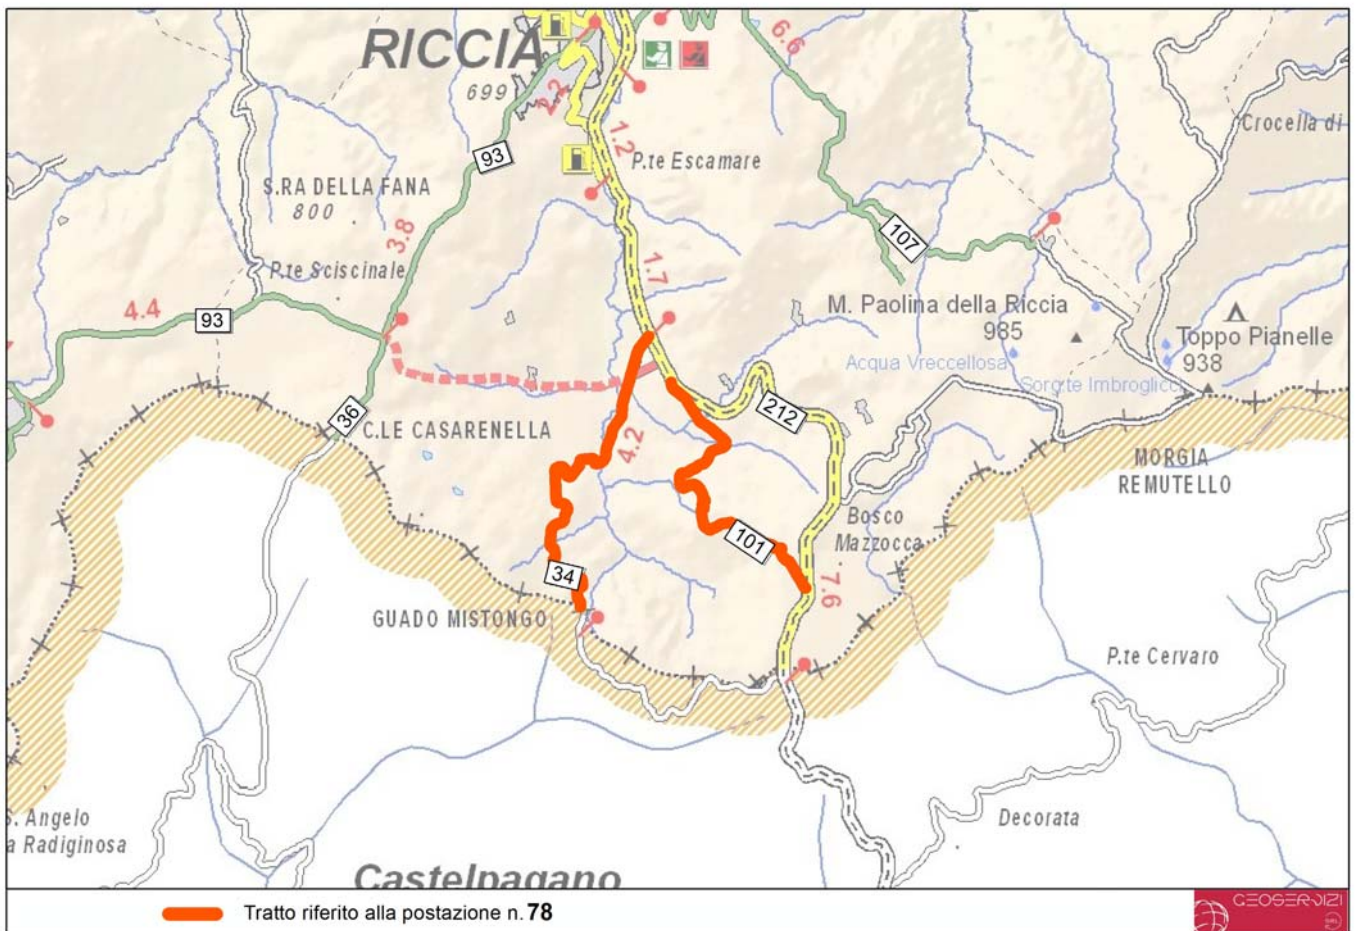 RICCIA
699
2.2
6.6
93
1.2
P.te Escamare
Crocella di
S.RA DELLA FANA
800
3.8
107
P.te Sciscinale
1.7
4.4
93
M. Paolina della Riccia
985
Toppo Pianelle
938
Acqua Vreccellosa
Sorg.te Imbroglicc
36
C.LE CASARENELLA
4.2
212
MORGIA
REMUTELLO
Bosco
Mazzocca
101
34
7.6
GUADO MISTONGO
P.te Cervaro
S. Angelo
a Radiginosa
Decorata
Castelpagano
Tratto riferito alla postazione n. 78
GEOSERVIZI